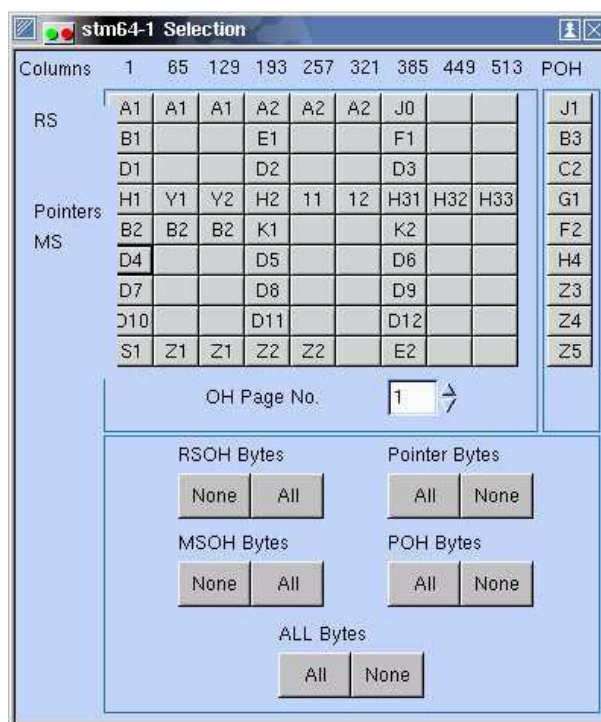 stm64-1 Selection
Columns 1 65 129 193 257 321 385 449 513 POH
RS A1 A1 A1 A2 A2 A2 J0 J1
B1 E1 F1 B3
D1 D2 D3 C2
Pointers H1 Y1 Y2 H2 11 12 H31 H32 H33 G1
MS B2 B2 B2 K1 K2 F2
D4 D5 D6 H4
D7 D8 D9 Z3
D10 D11 D12 Z4
S1 Z1 Z1 Z2 Z2 E2 Z5
OH Page No. 1
RSOH Bytes Pointer Bytes
None All All None
MSOH Bytes POH Bytes
None All All None
ALL Bytes
All None